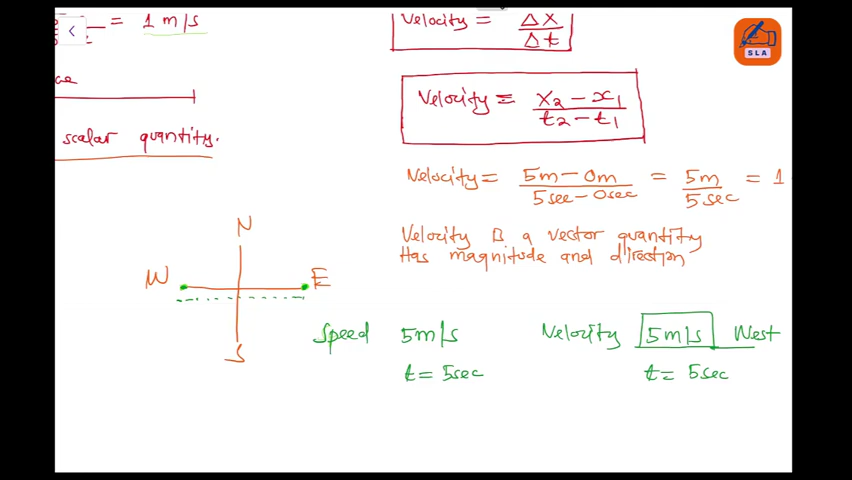 = 1 m/s
scalar quantity.
Velocity = Δx / Δt
Velocity = x2 - x1 / t2 - t1
Velocity = 5m - 0m / 5sec - 0sec = 5m / 5sec = 1
Velocity is a vector quantity
Has magnitude and direction
N
W E
S
Speed 5m/s
t = 5sec
Velocity 5m/s West
t = 5sec
SLA